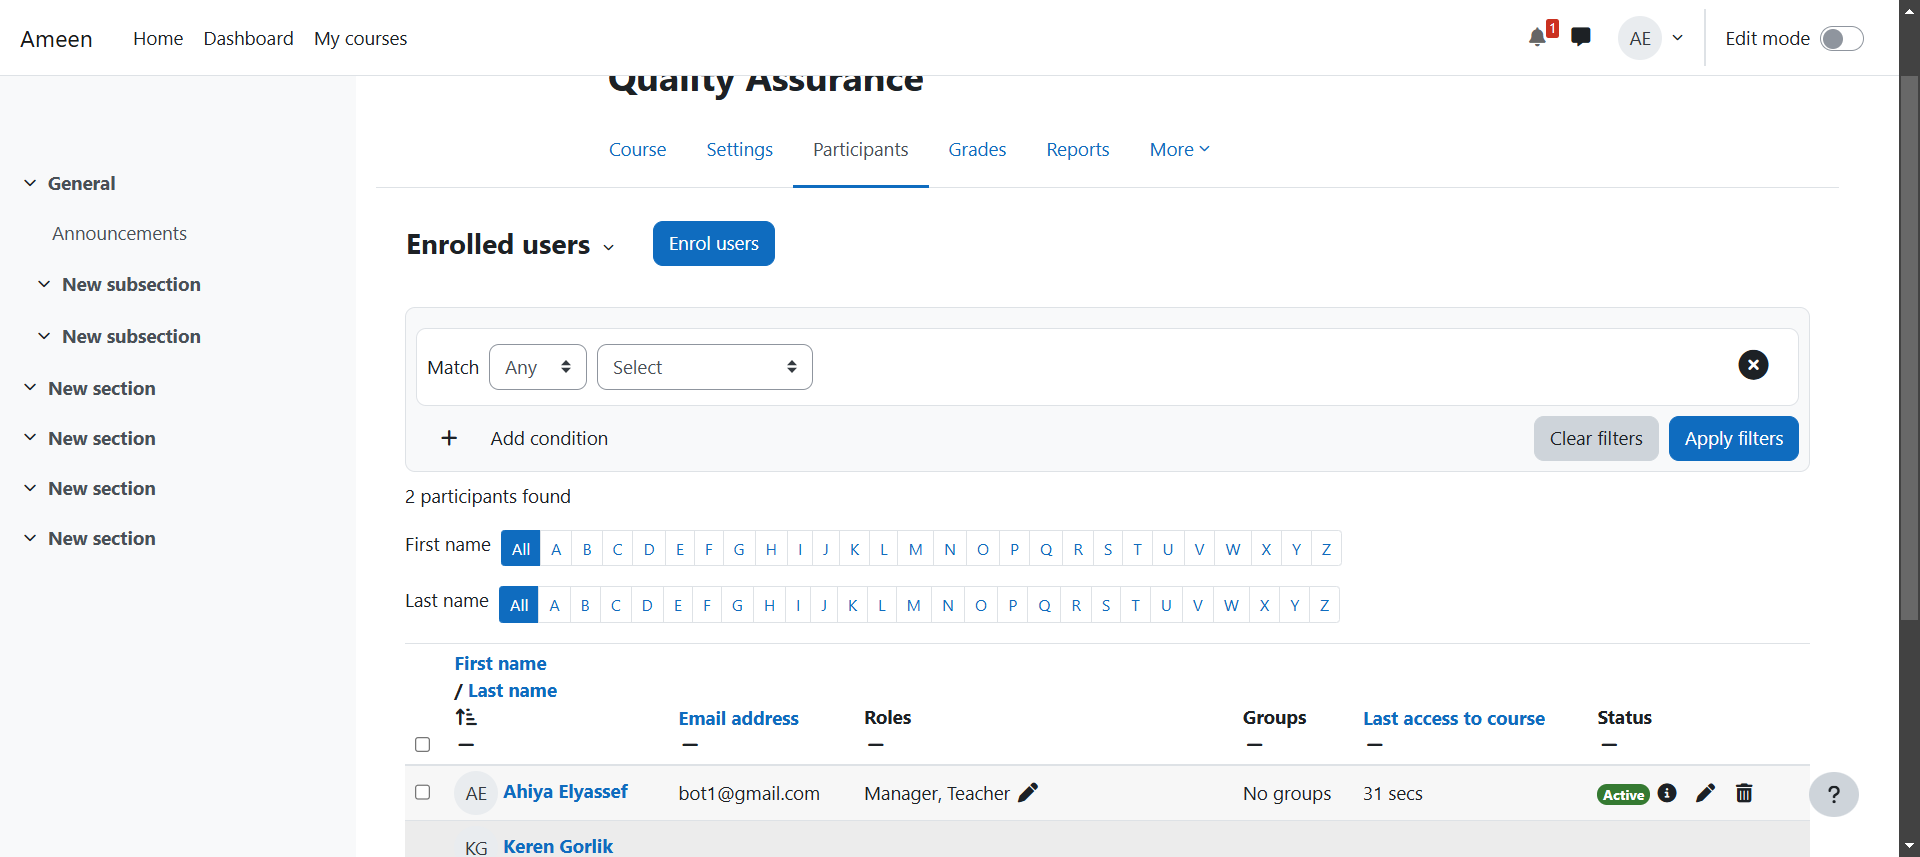 Ameen Home Dashboard My courses 1 AE Edit mode
Quality Assurance
Course Settings Participants Grades Reports More
General
Announcements
New subsection
New subsection
New section
New section
New section
New section
Enrolled users Enrol users
Match Any Select
Add condition Clear filters Apply filters
2 participants found
First name All A B C D E F G H I J K L M N O P Q R S T U V W X Y Z
Last name All A B C D E F G H I J K L M N O P Q R S T U V W X Y Z
First name
/ Last name
Email address Roles Groups Last access to course Status
AE Ahiya Elyassef bot1@gmail.com Manager, Teacher No groups 31 secs Active ?
KG Keren Gorlik